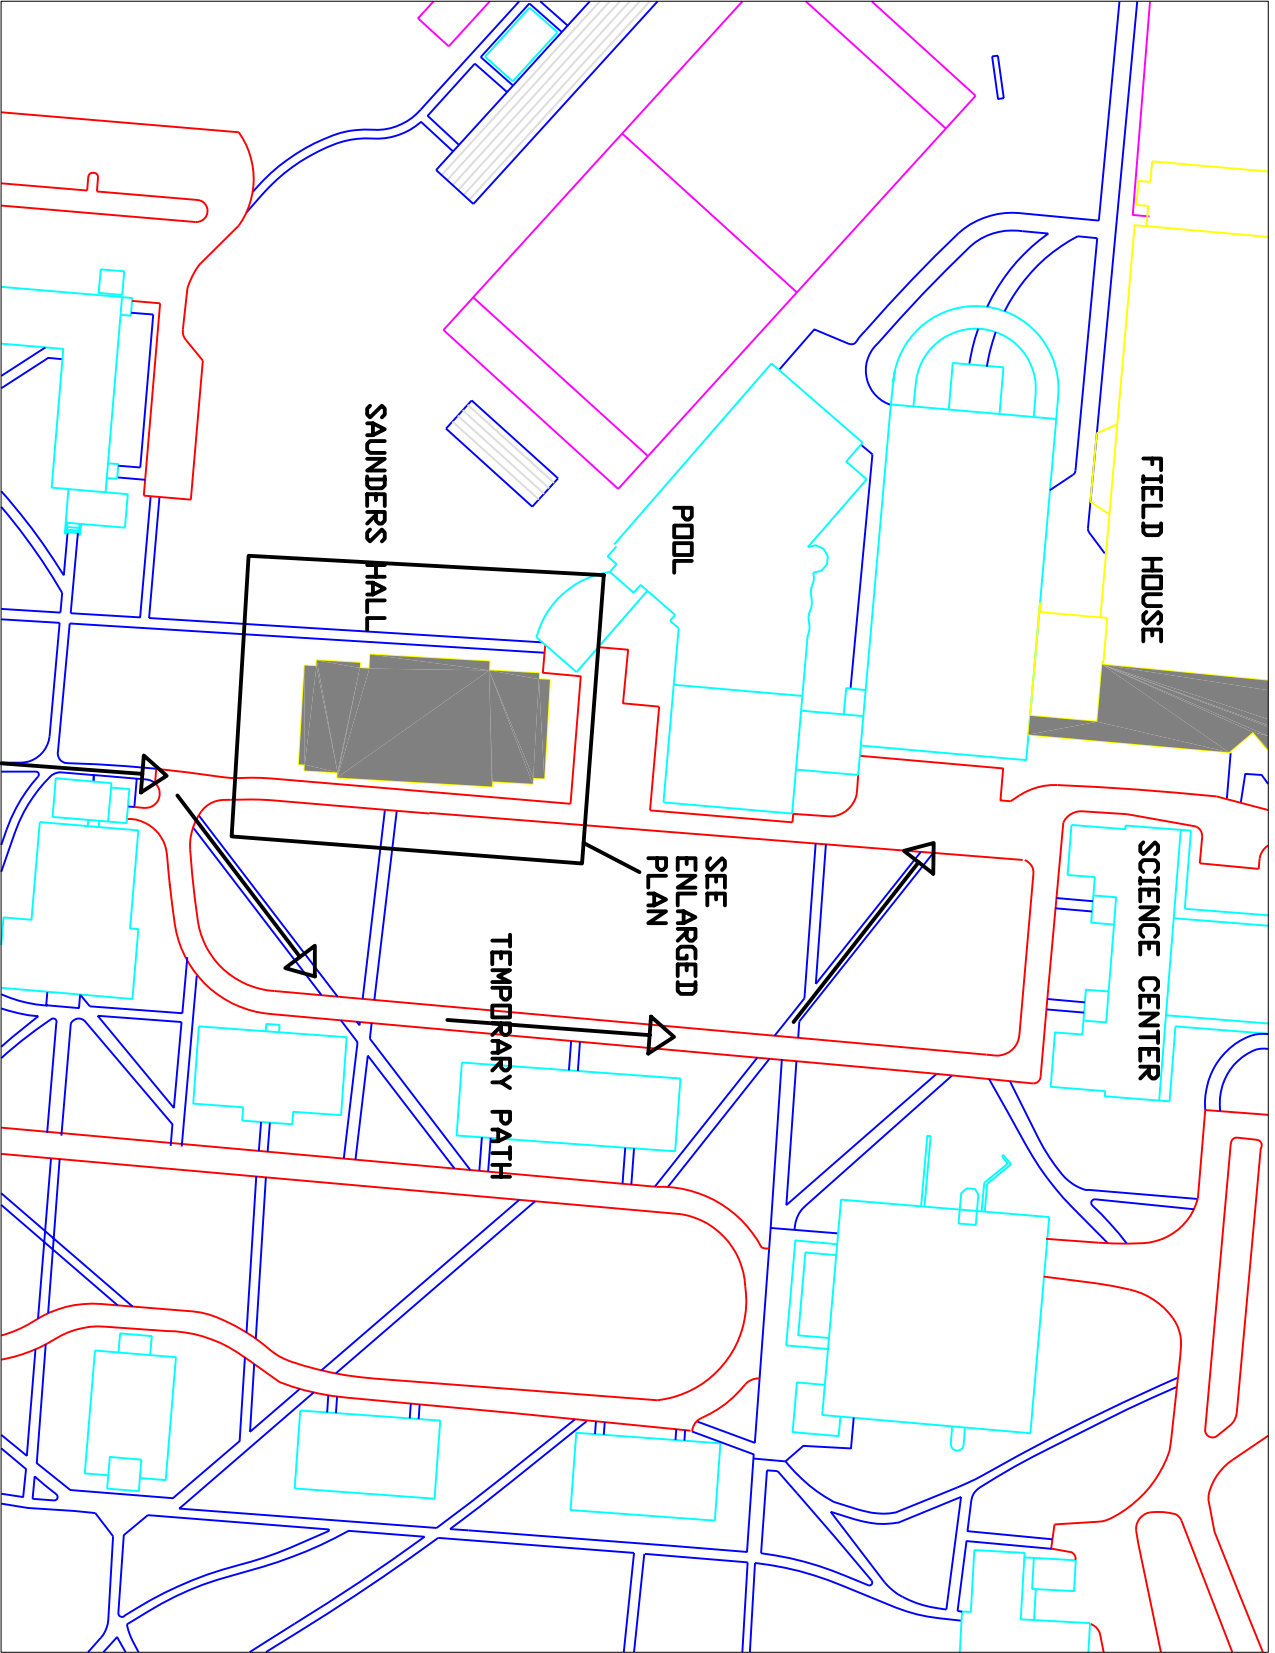 FIELD HOUSE
SCIENCE CENTER
POOL
SEE
ENLARGED
PLAN
TEMPORARY PATH
SAUNDERS HALL